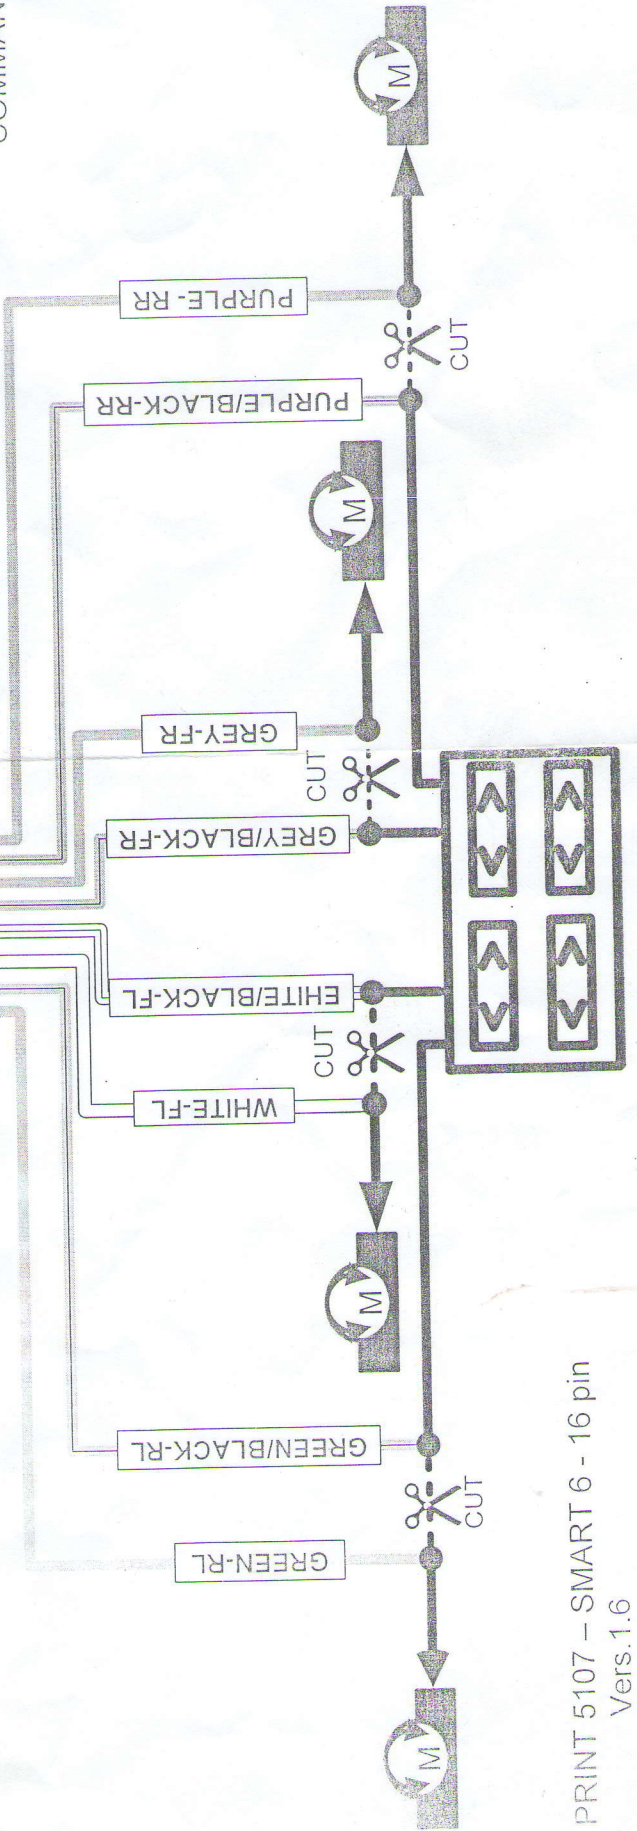 COMMAN
PURPLE - RR
PURPLE/BLACK-RR
CUT
M
GREY-FR
GREY/BLACK-FR
CUT
M
EHITE/BLACK-FL
WHITE-FL
CUT
M
GREEN/BLACK-RL
GREEN-RL
CUT
M
PRINT 5107 – SMART 6 - 16 pin
Vers.1.6